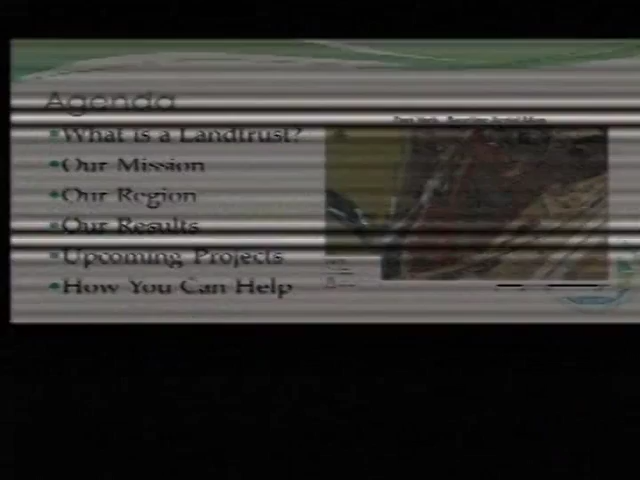 Agenda
What is a Landtrust?
Our Mission
Our Region
Our Results
Upcoming Projects
How You Can Help